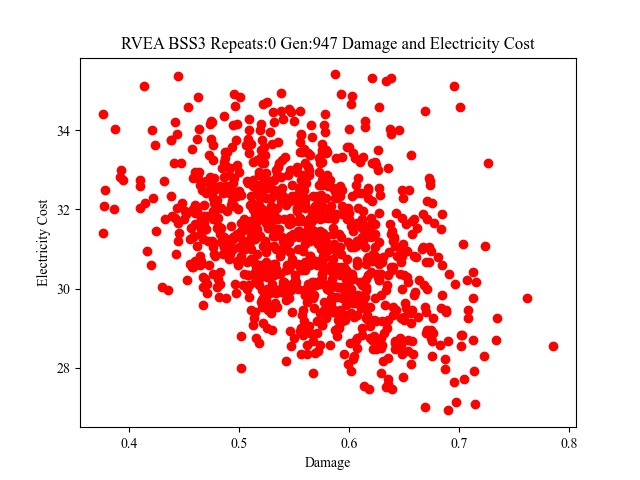 RVEA BSS3 Repeats:0 Gen:947 Damage and Electricity Cost
34
32
30
28
Electricity Cost
0.4 0.5 0.6 0.7 0.8
Damage